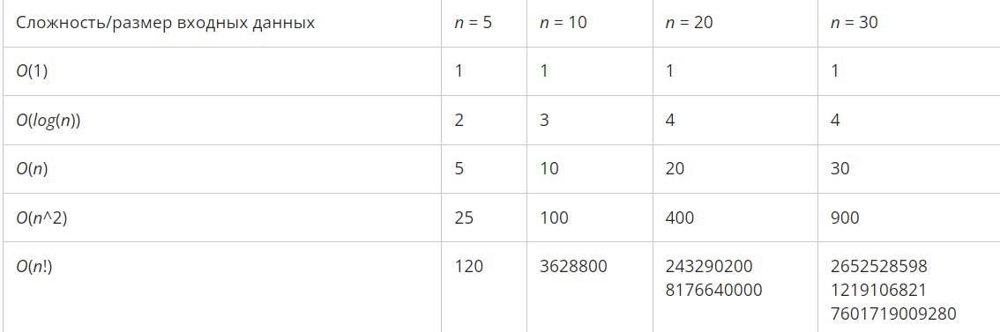 Сложность/размер входных данных n = 5 n = 10 n = 20 n = 30
O(1) 1 1 1 1
O(log(n)) 2 3 4 4
O(n) 5 10 20 30
O(n^2) 25 100 400 900
O(n!) 120 3628800 243290200 2652528598
8176640000 1219106821
7601719009280